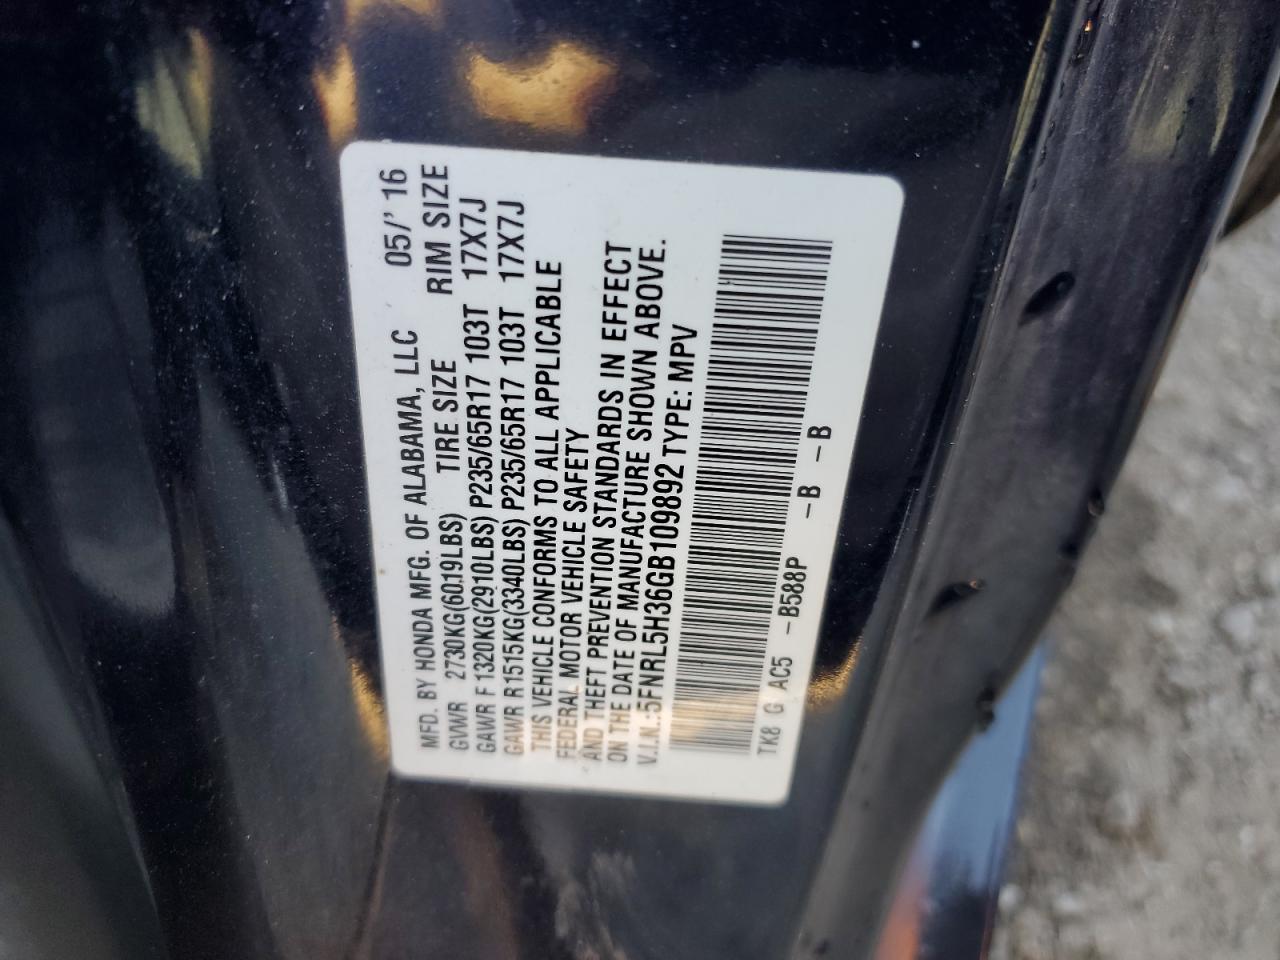 MFD. BY HONDA MFG. OF ALABAMA, LLC 05/' 16
GVWR 2730KG(6019LBS) TIRE SIZE RIM SIZE
GAWR F 1320KG(2910LBS) P235/65R17 103T 17X7J
GAWR R1515KG(3340LBS) P235/65R17 103T 17X7J
THIS VEHICLE CONFORMS TO ALL APPLICABLE
FEDERAL MOTOR VEHICLE SAFETY
AND THEFT PREVENTION STANDARDS IN EFFECT
ON THE DATE OF MANUFACTURE SHOWN ABOVE.
V.I.N.:5FNRL5H36GB109892 TYPE: MPV
TK8 G AC5 -B588P -B -B